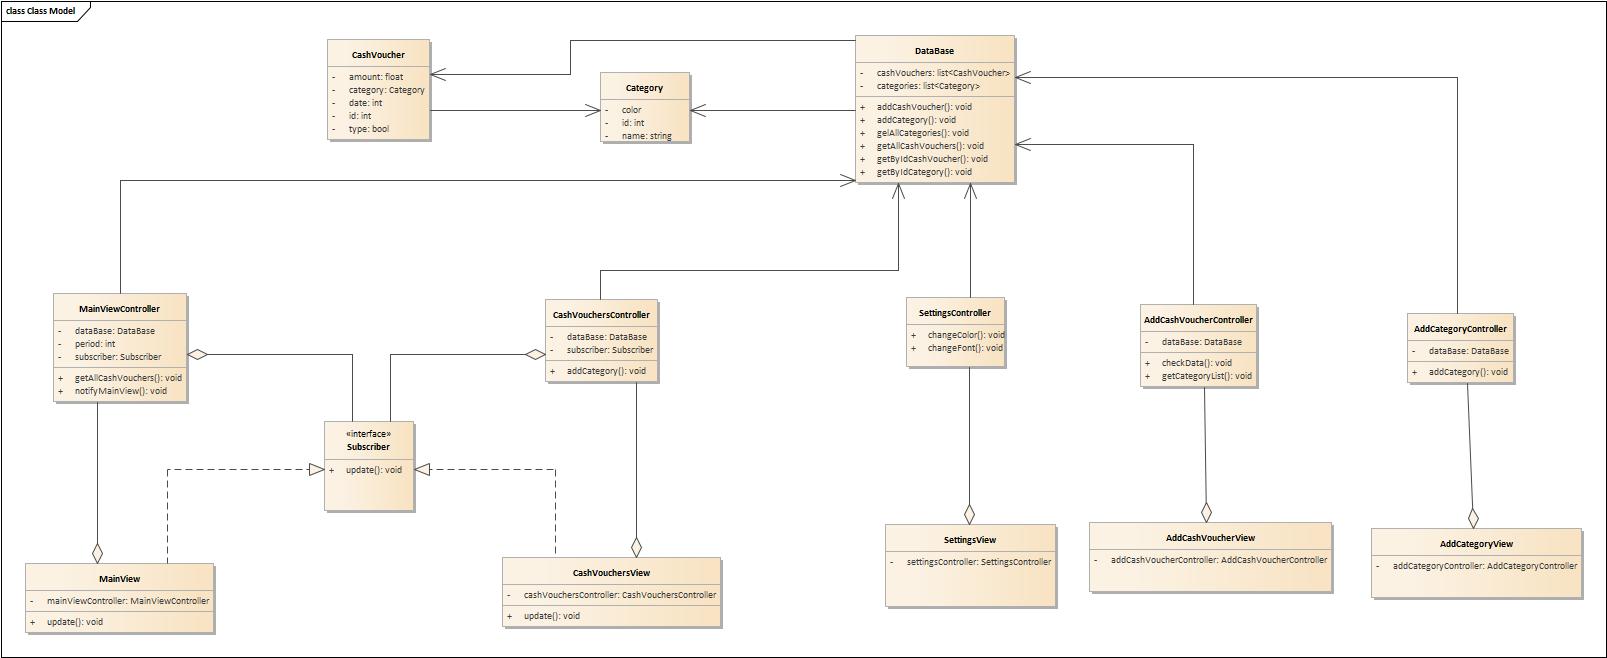 class Class Model
CashVoucher
- amount: float
- category: Category
- date: int
- id: int
- type: bool
Category
- color
- id: int
- name: string
DataBase
- cashVouchers: list<CashVoucher>
- categories: list<Category>
+ addCashVoucher(): void
+ addCategory(): void
+ gelAllCategories(): void
+ getAllCashVouchers(): void
+ getByIdCashVoucher(): void
+ getByIdCategory(): void
MainViewController
- dataBase: DataBase
- period: int
- subscriber: Subscriber
+ getAllCashVouchers(): void
+ notifyMainView(): void
CashVouchersController
- dataBase: DataBase
- subscriber: Subscriber
+ addCategory(): void
SettingsController
+ changeColor(): void
+ changeFont(): void
AddCashVoucherController
- dataBase: DataBase
+ checkData(): void
+ getCategoryList(): void
AddCategoryController
- dataBase: DataBase
+ addCategory(): void
«interface»
Subscriber
+ update(): void
MainView
- mainViewController: MainViewController
+ update(): void
CashVouchersView
- cashVouchersController: CashVouchersController
+ update(): void
SettingsView
- settingsController: SettingsController
AddCashVoucherView
- addCashVoucherController: AddCashVoucherController
AddCategoryView
- addCategoryController: AddCategoryController